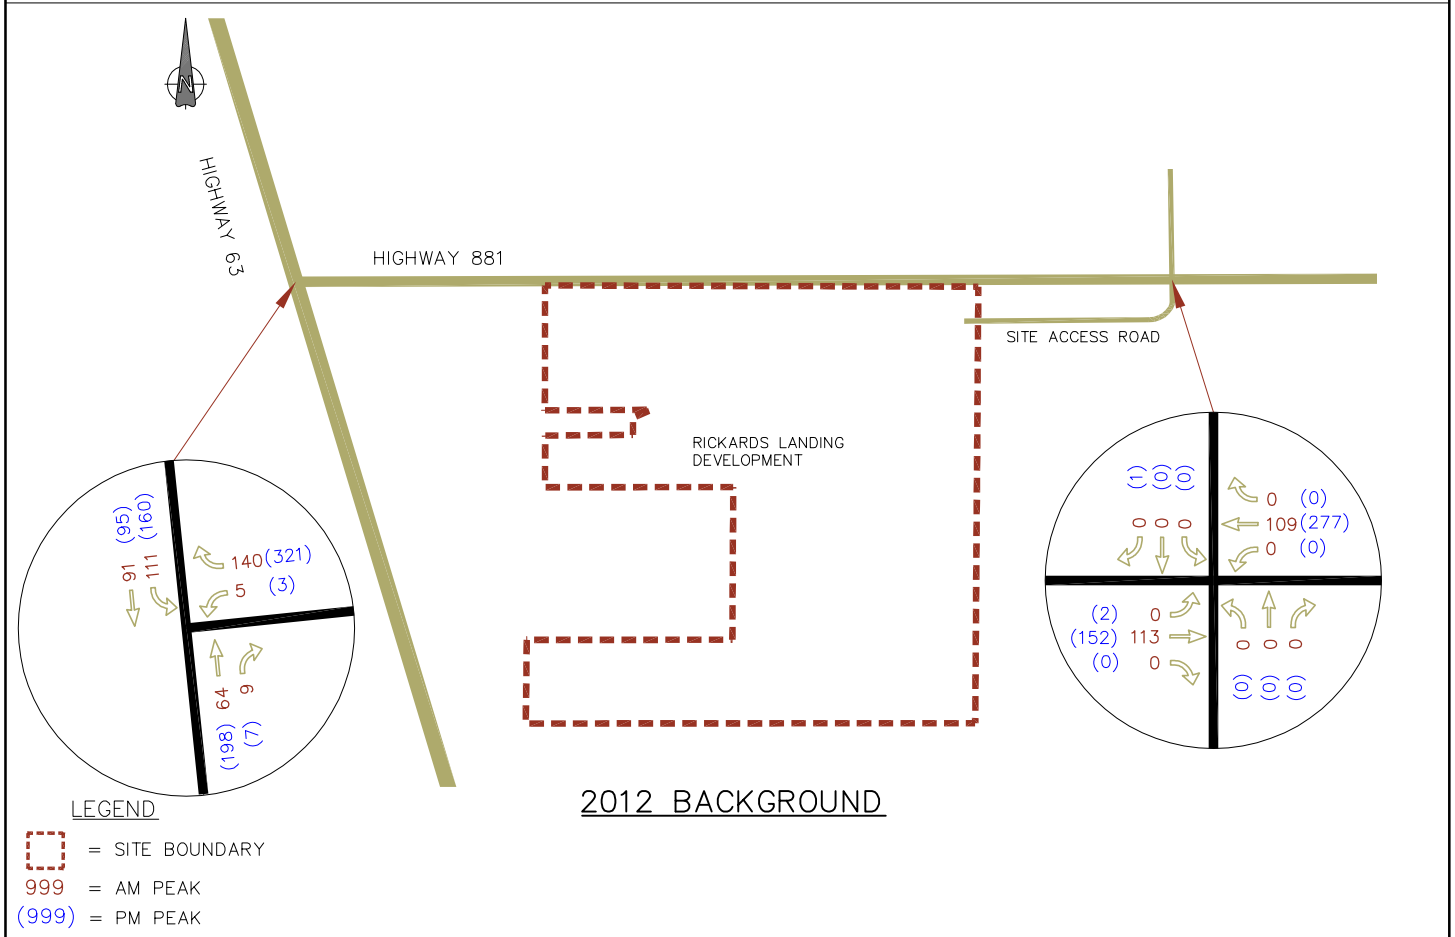 N
HIGHWAY 63
HIGHWAY 881
SITE ACCESS ROAD
RICKARDS LANDING
DEVELOPMENT
(95)
(160)
91
111
140(321)
5 (3)
64
9
(198)
(7)
(1)
(0)
(0)
0
0
0
0 (0)
109(277)
0 (0)
(2) 0
(152) 113
(0) 0
0
0
0
(0)
(0)
(0)
2012 BACKGROUND
LEGEND
= SITE BOUNDARY
999 = AM PEAK
(999) = PM PEAK